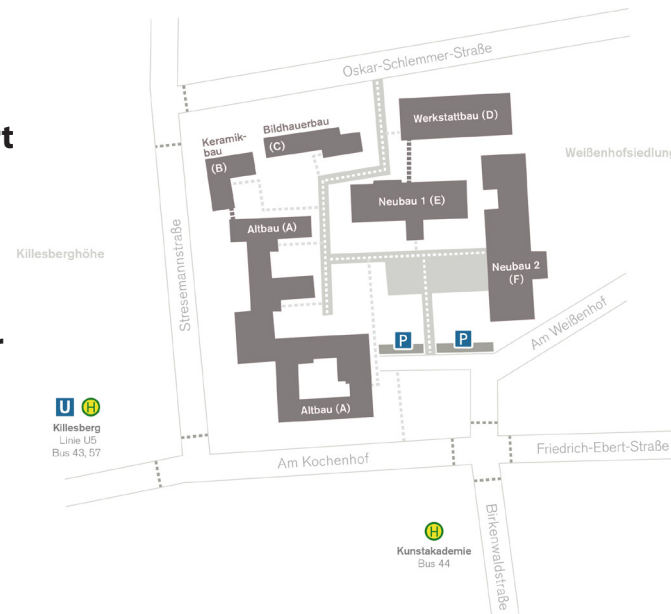 Oskar-Schlemmer-Straße
t
Werkstattbau (D)
Bildhauerbau
(C)
Keramik-
bau
(B)
Weißenhofsiedlung
Neubau 1 (E)
Altbau (A)
Killesberghöhe
Stresemannstraße
Neubau 2
(F)
Am Weißenhof
P
P
Altbau (A)
U H
Killesberg
Linie U5
Bus 43, 57
Am Kochenhof
Friedrich-Ebert-Straße
H
Kunstakademie
Bus 44
Birkenwaldstraße